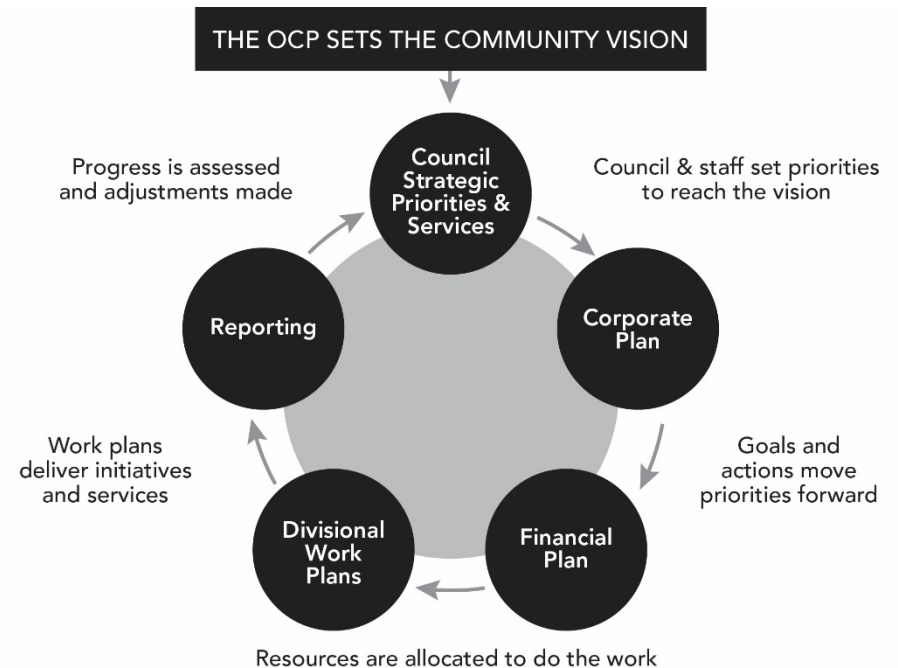 THE OCP SETS THE COMMUNITY VISION
Council
Strategic
Priorities &
Services
Council & staff set priorities
to reach the vision
Corporate
Plan
Goals and
actions move
priorities forward
Financial
Plan
Resources are allocated to do the work
Divisional
Work
Plans
Work plans
deliver initiatives
and services
Reporting
Progress is assessed
and adjustments made